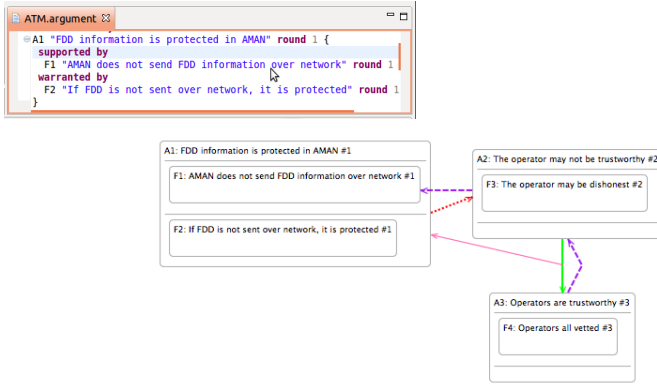 ATM.argument
A1 "FDD information is protected in AMAN" round 1 {
supported by
F1 "AMAN does not send FDD information over network" round 1
warranted by
F2 "If FDD is not sent over network, it is protected" round 1
}
A1: FDD information is protected in AMAN #1
F1: AMAN does not send FDD information over network #1
F2: If FDD is not sent over network, it is protected #1
A2: The operator may not be trustworthy #2
F3: The operator may be dishonest #2
A3: Operators are trustworthy #3
F4: Operators all vetted #3